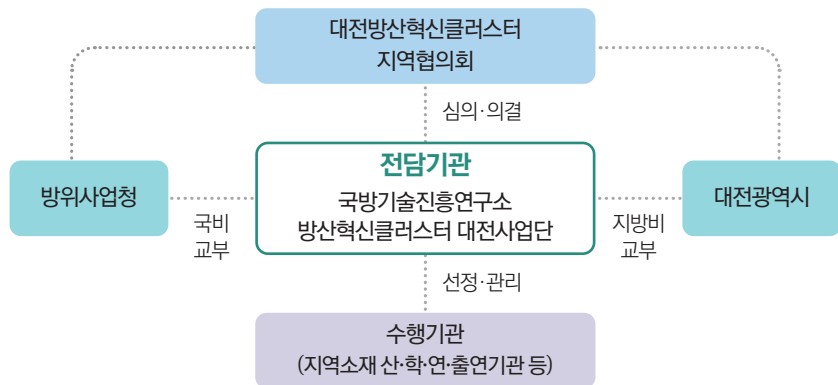 대전방산혁신클러스터
지역협의회
심의·의결
방위사업청
국비
교부
전담기관
국방기술진흥연구소
방산혁신클러스터 대전사업단
지방비
교부
대전광역시
선정·관리
수행기관
(지역소재 산·학·연·출연기관 등)